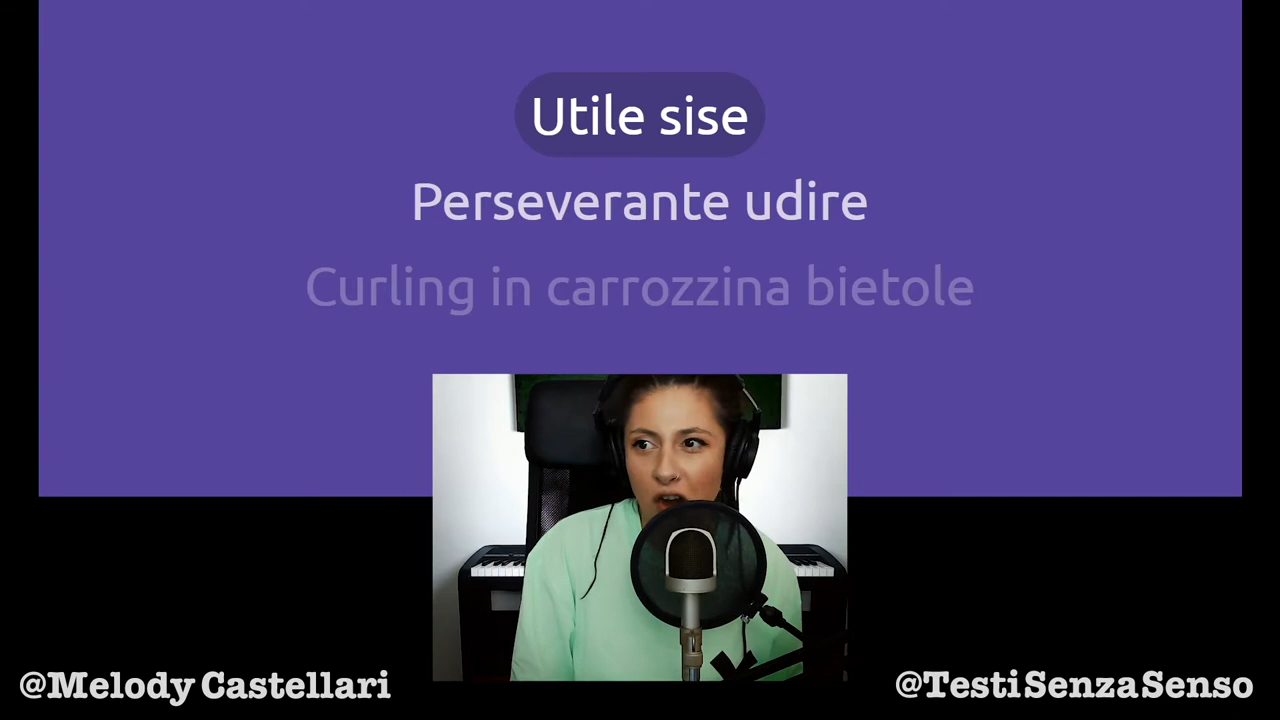 Utile sise
Perseverante udire
Curling in carrozzina bietole
@Melody Castellari
@TestiSenzaSenso